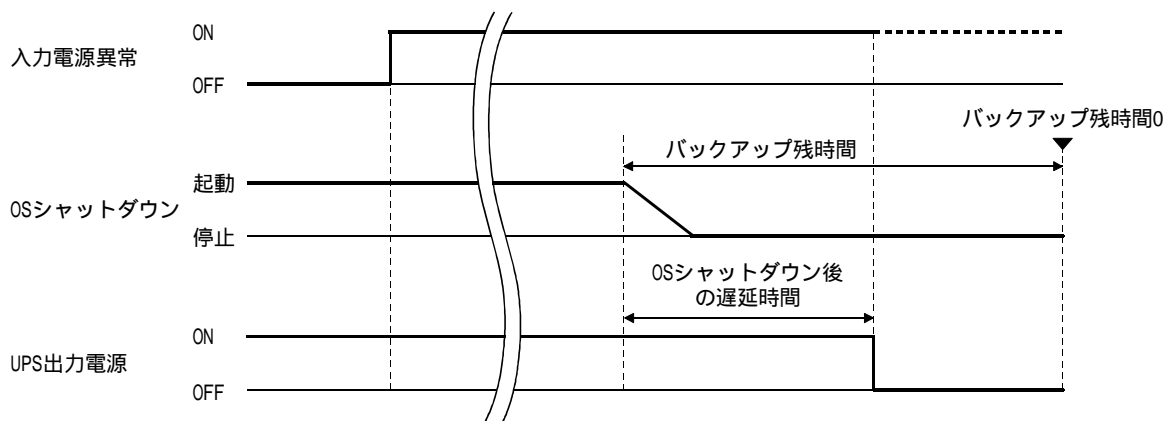 ON
入力電源異常
OFF
バックアップ残時間0
バックアップ残時間
起動
OSシャットダウン
停止
OSシャットダウン後
の遅延時間
ON
UPS出力電源
OFF